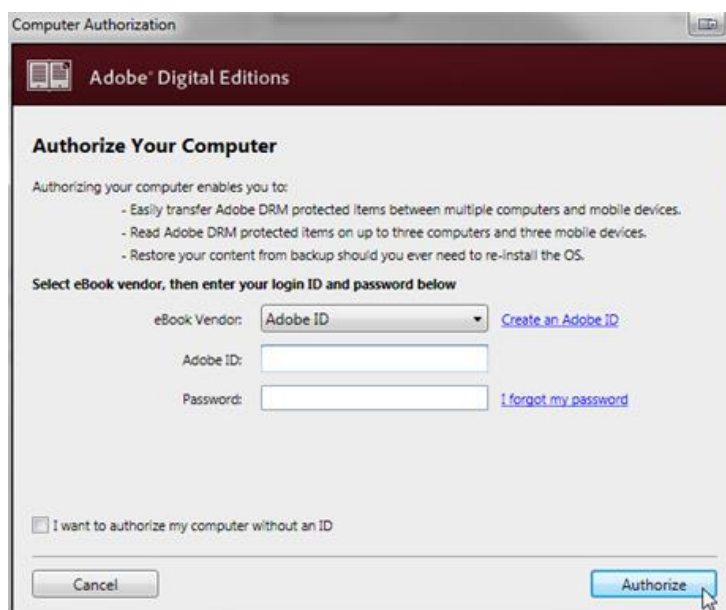 Computer Authorization
Adobe® Digital Editions
Authorize Your Computer
Authorizing your computer enables you to:
- Easily transfer Adobe DRM protected items between multiple computers and mobile devices.
- Read Adobe DRM protected items on up to three computers and three mobile devices.
- Restore your content from backup should you ever need to re-install the OS.
Select eBook vendor, then enter your login ID and password below
eBook Vendor: Adobe ID Create an Adobe ID
Adobe ID:
Password: I forgot my password
I want to authorize my computer without an ID
Cancel Authorize